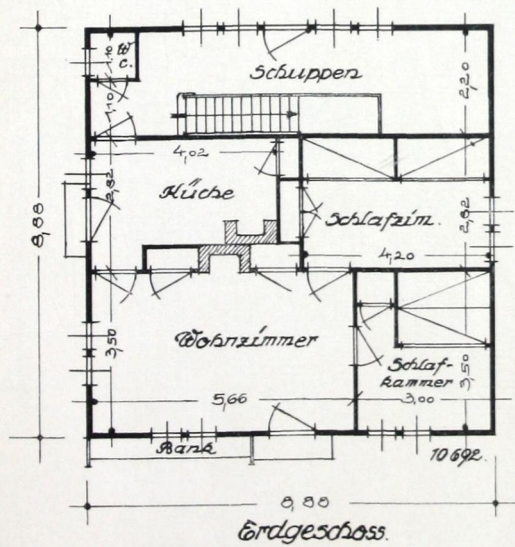 W
C.
Schuppen
1,10
1,10
2,20
4,02
Küche
2,82
Schlafzim.
2,82
4,20
8,88
Wohnzimmer
3,50
Schlaf-
kammer
3,50
5,66
3,00
Bank
10692.
8,88
Erdgeschoss.